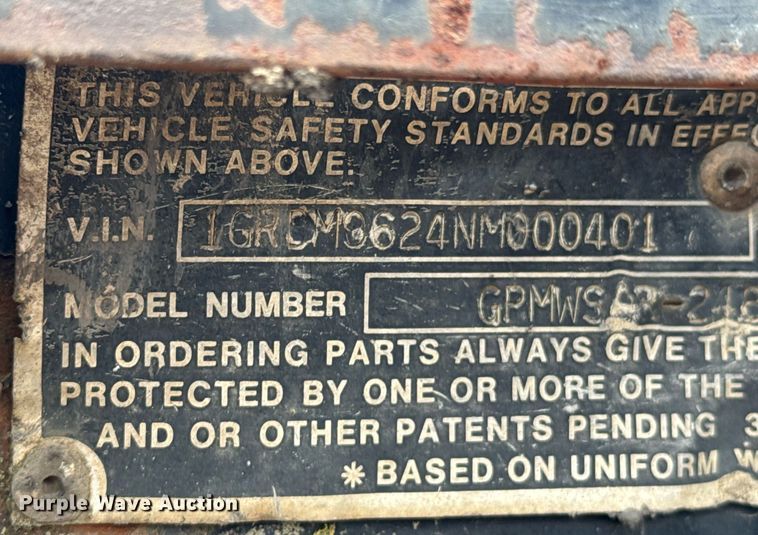 THIS VEHICLE CONFORMS TO ALL APP
VEHICLE SAFETY STANDARDS IN EFFEC
SHOWN ABOVE.
V.I.N. 1GRDM9624NM000401
MODEL NUMBER
IN ORDERING PARTS ALWAYS GIVE THE
PROTECTED BY ONE OR MORE OF THE
AND OR OTHER PATENTS PENDING 3
* BASED ON UNIFORM W
Purple Wave Auction